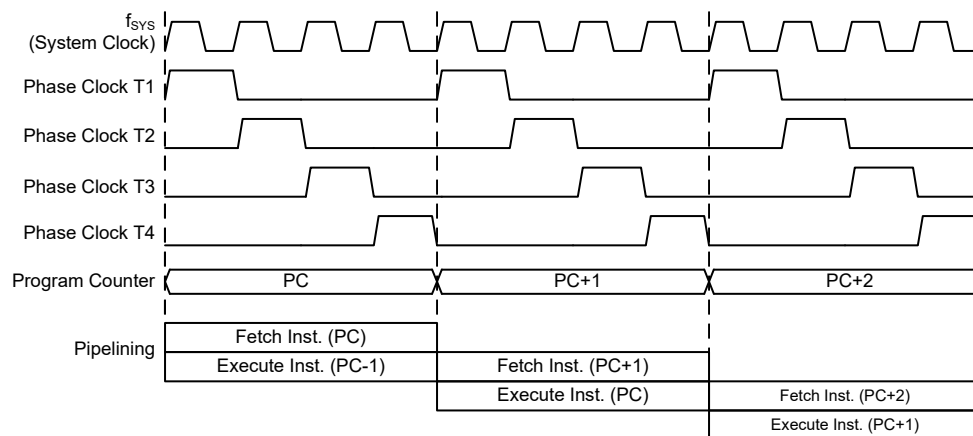 fSYS
(System Clock)
Phase Clock T1
Phase Clock T2
Phase Clock T3
Phase Clock T4
Program Counter PC PC+1 PC+2
Pipelining
Fetch Inst. (PC)
Execute Inst. (PC-1) Fetch Inst. (PC+1)
Execute Inst. (PC) Fetch Inst. (PC+2)
Execute Inst. (PC+1)